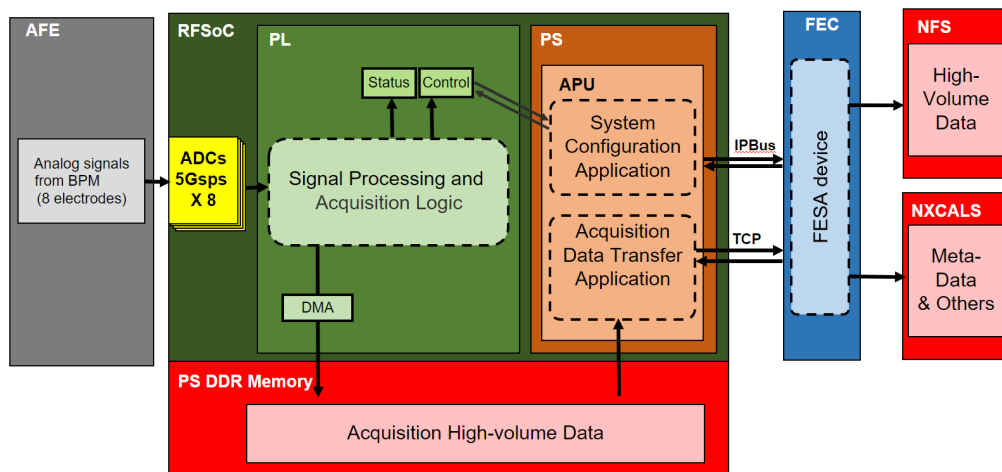 AFE
Analog signals
from BPM
(8 electrodes)
RFSoC
ADCs
5Gsps
X 8
PL
Status
Control
Signal Processing and
Acquisition Logic
DMA
PS
APU
System
Configuration
Application
Acquisition
Data Transfer
Application
IPBus
TCP
FEC
FESA device
NFS
High-
Volume
Data
NXCALS
Meta-
Data
& Others
PS DDR Memory
Acquisition High-volume Data